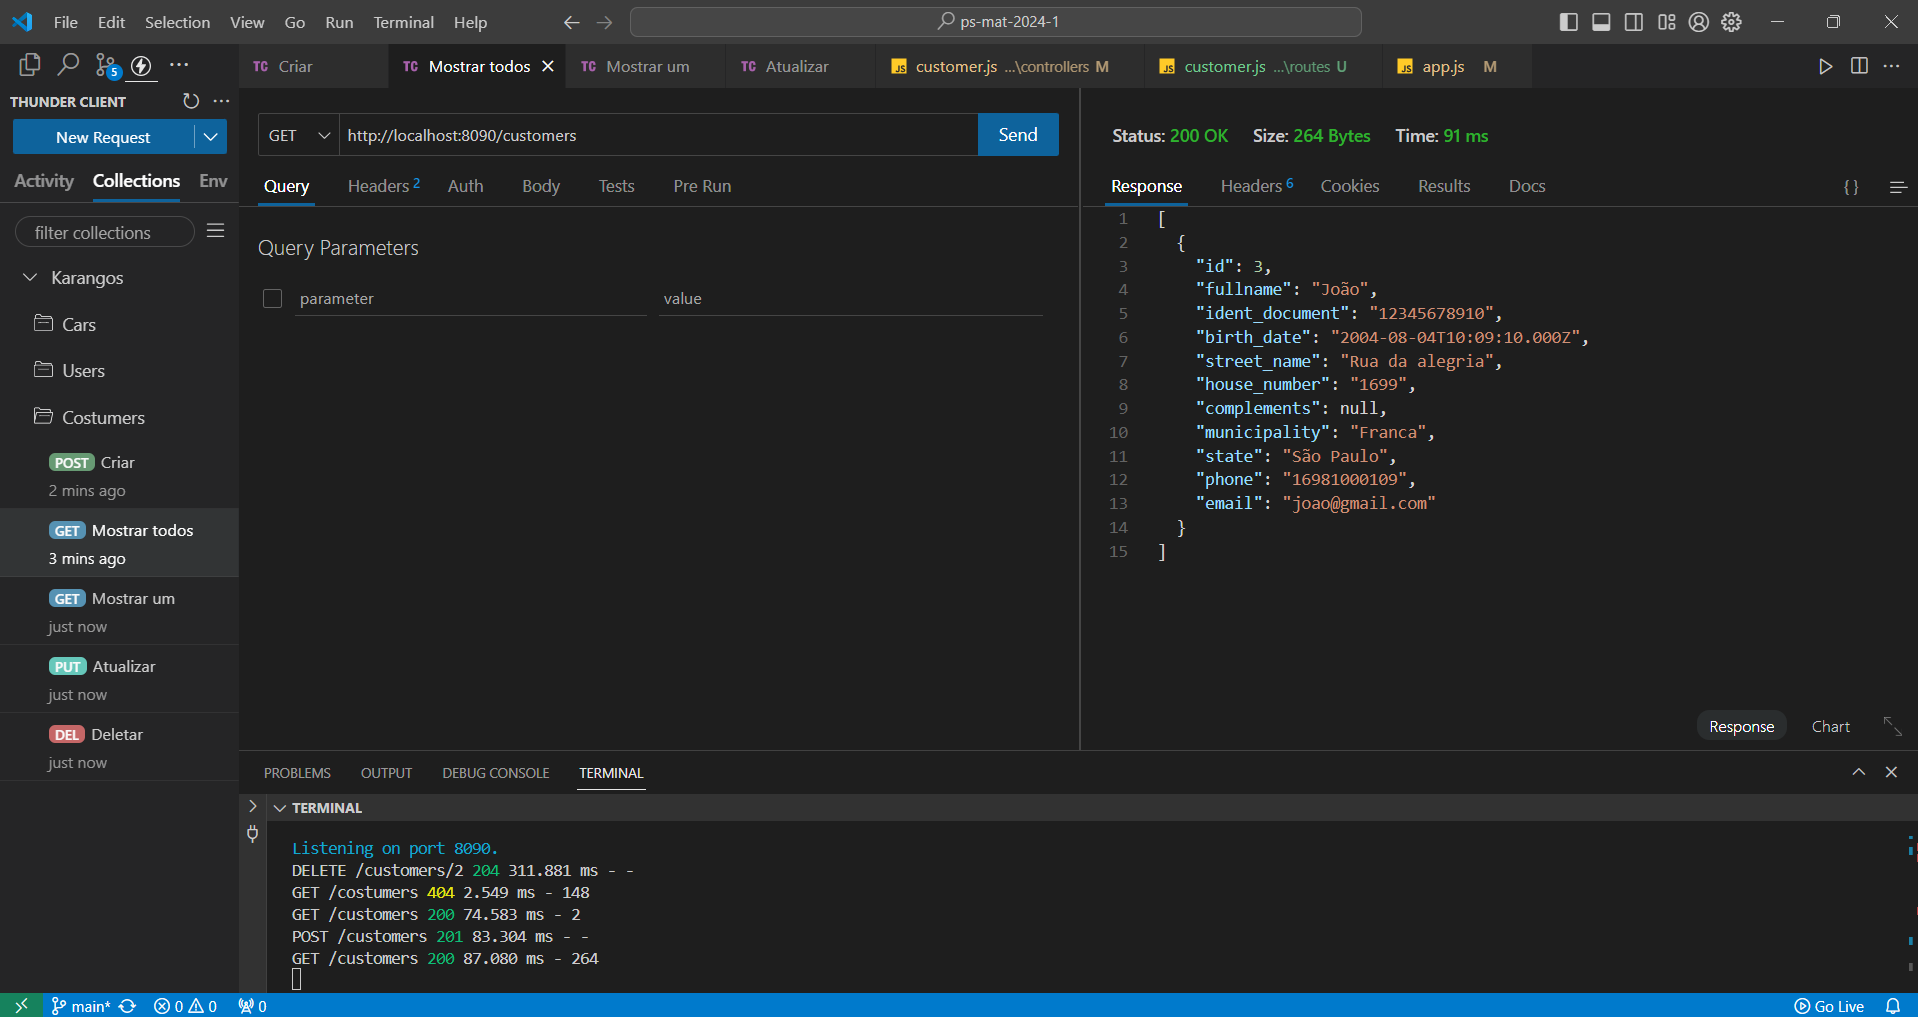 File Edit Selection View Go Run Terminal Help
ps-mat-2024-1
5
TC Criar
TC Mostrar todos
TC Mostrar um
TC Atualizar
JS customer.js ...\controllers M
JS customer.js ...\routes U
JS app.js M
THUNDER CLIENT
New Request
Activity Collections Env
filter collections
Karangos
Cars
Users
Costumers
POST Criar
2 mins ago
GET Mostrar todos
3 mins ago
GET Mostrar um
just now
PUT Atualizar
just now
DEL Deletar
just now
GET http://localhost:8090/customers Send
Query Headers 2 Auth Body Tests Pre Run
Query Parameters
parameter value
Status: 200 OK Size: 264 Bytes Time: 91 ms
Response Headers 6 Cookies Results Docs { }
1 [
2 {
3 "id": 3,
4 "fullname": "João",
5 "ident_document": "12345678910",
6 "birth_date": "2004-08-04T10:09:10.000Z",
7 "street_name": "Rua da alegria",
8 "house_number": "1699",
9 "complements": null,
10 "municipality": "Franca",
11 "state": "São Paulo",
12 "phone": "16981000109",
13 "email": "joao@gmail.com"
14 }
15 ]
Response Chart
PROBLEMS OUTPUT DEBUG CONSOLE TERMINAL
TERMINAL
Listening on port 8090.
DELETE /customers/2 204 311.881 ms - -
GET /costumers 404 2.549 ms - 148
GET /customers 200 74.583 ms - 2
POST /customers 201 83.304 ms - -
GET /customers 200 87.080 ms - 264
main* 0 0 0 Go Live